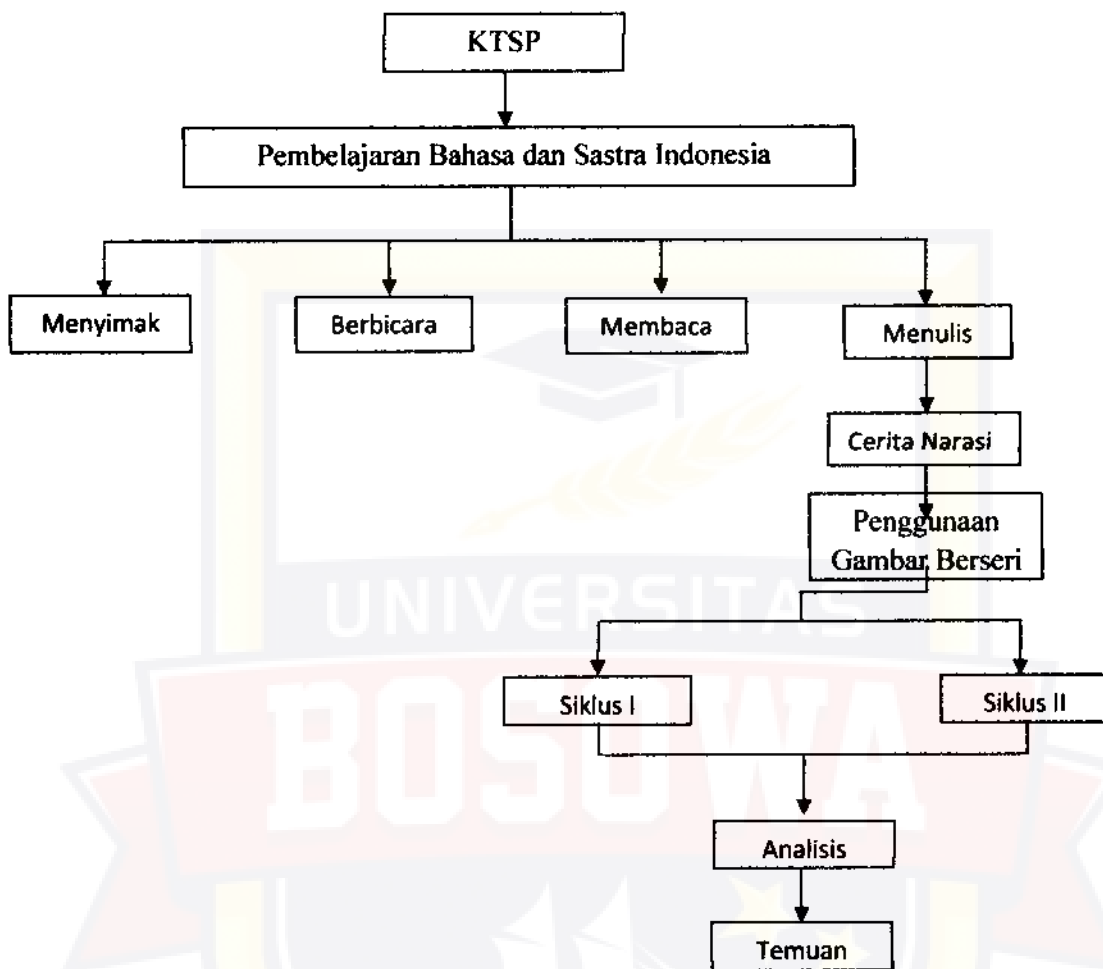 KTSP
Pembelajaran Bahasa dan Sastra Indonesia
Menyimak
Berbicara
Membaca
Menulis
Cerita Narasi
Penggunaan
Gambar Berseri
UNIVERSITAS
Siklus I
Siklus II
BOSOWA
Analisis
Temuan